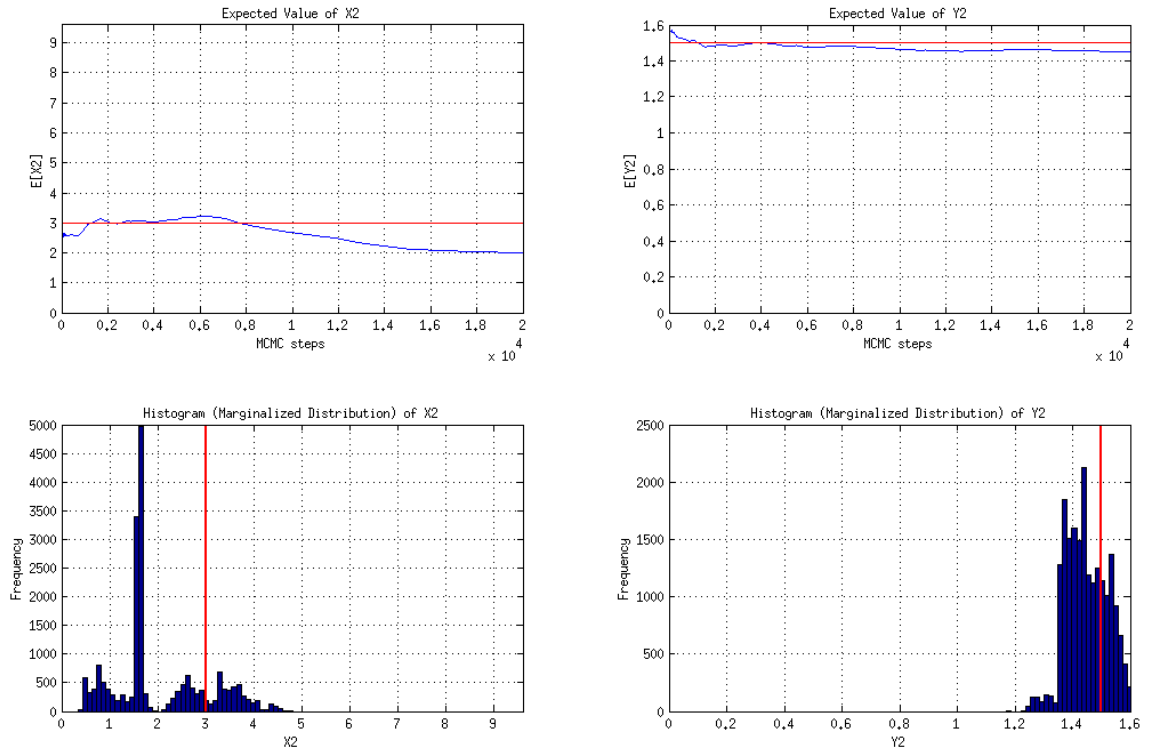 Expected Value of X2
9
8
7
6
5
4
3
2
1
0
E[X2]
0 0.2 0.4 0.6 0.8 1 1.2 1.4 1.6 1.8 2
MCMC steps
x 10 4
Expected Value of Y2
1.6
1.4
1.2
1
0.8
0.6
0.4
0.2
0
E[Y2]
0 0.2 0.4 0.6 0.8 1 1.2 1.4 1.6 1.8 2
MCMC steps
x 10 4
Histogram (Marginalized Distribution) of X2
5000
4500
4000
3500
3000
2500
2000
1500
1000
500
0
Frequency
0 1 2 3 4 5 6 7 8 9
X2
Histogram (Marginalized Distribution) of Y2
2500
2000
1500
1000
500
0
Frequency
0 0.2 0.4 0.6 0.8 1 1.2 1.4 1.6
Y2